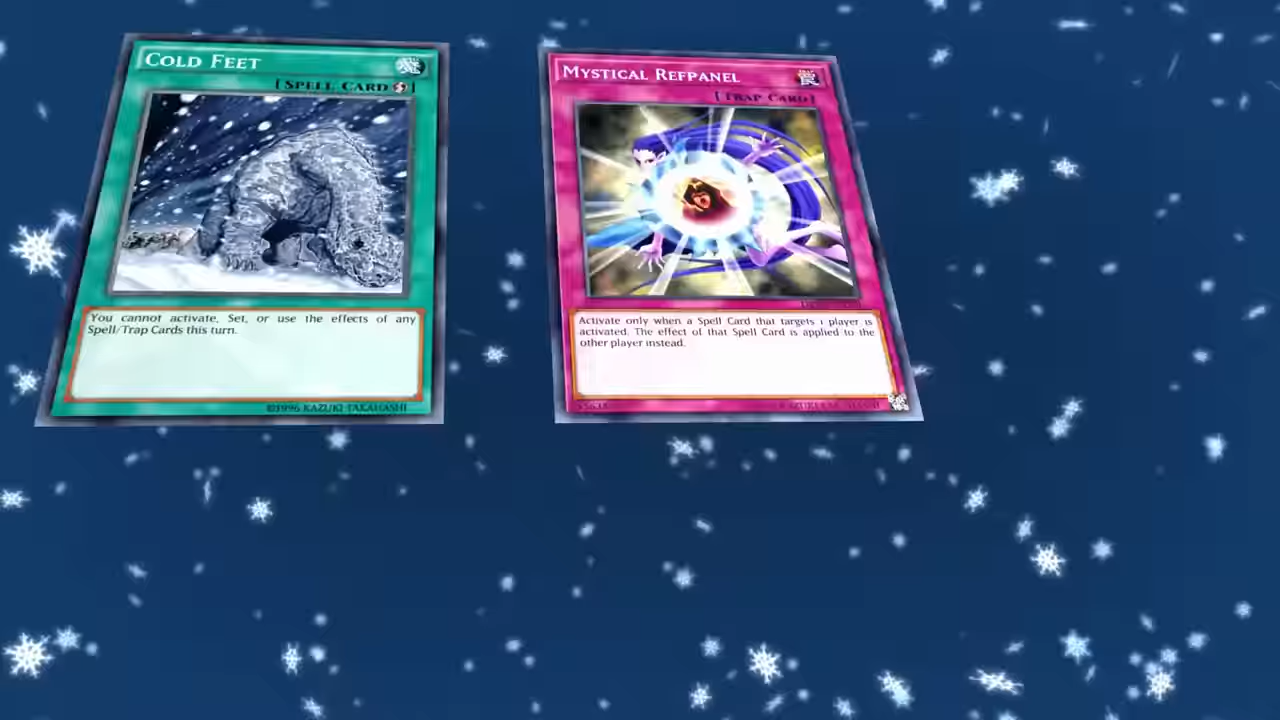 COLD FEET
[SPELL CARD]
You cannot activate, Set, or use the effects of any
Spell/Trap Cards this turn.
©1996 KAZUKI TAKAHASHI
MYSTICAL REFPANEL
[TRAP CARD]
Activate only when a Spell Card that targets 1 player is
activated. The effect of that Spell Card is applied to the
other player instead.